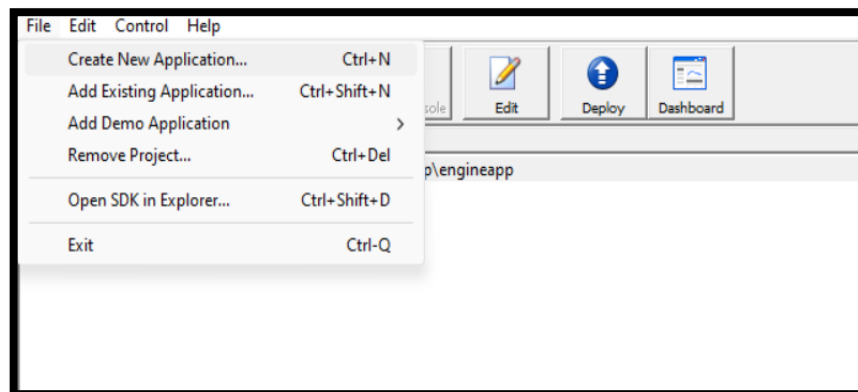 File Edit Control Help
Create New Application... Ctrl+N
Add Existing Application... Ctrl+Shift+N
Add Demo Application
Remove Project... Ctrl+Del
Open SDK in Explorer... Ctrl+Shift+D
Exit Ctrl-Q
sole Edit Deploy Dashboard
p\engineapp